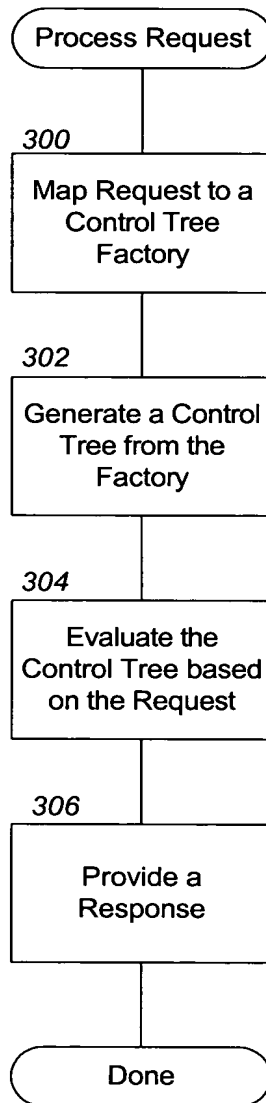 Process Request
300
Map Request to a
Control Tree
Factory
302
Generate a Control
Tree from the
Factory
304
Evaluate the
Control Tree based
on the Request
306
Provide a
Response
Done